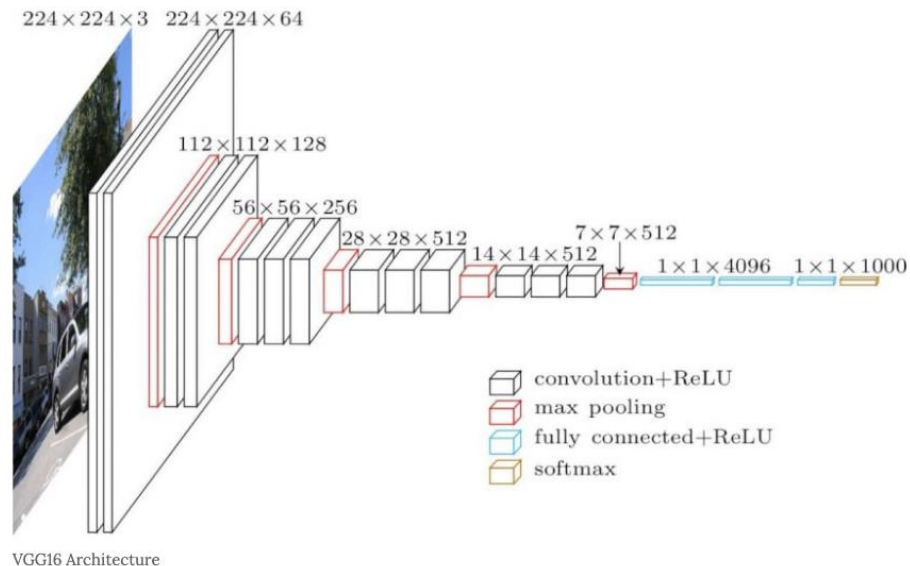 224×224×3
224×224×64
112×112×128
56×56×256
28×28×512
14×14×512
7×7×512
1×1×4096
1×1×1000
convolution+ReLU
max pooling
fully connected+ReLU
softmax
VGG16 Architecture